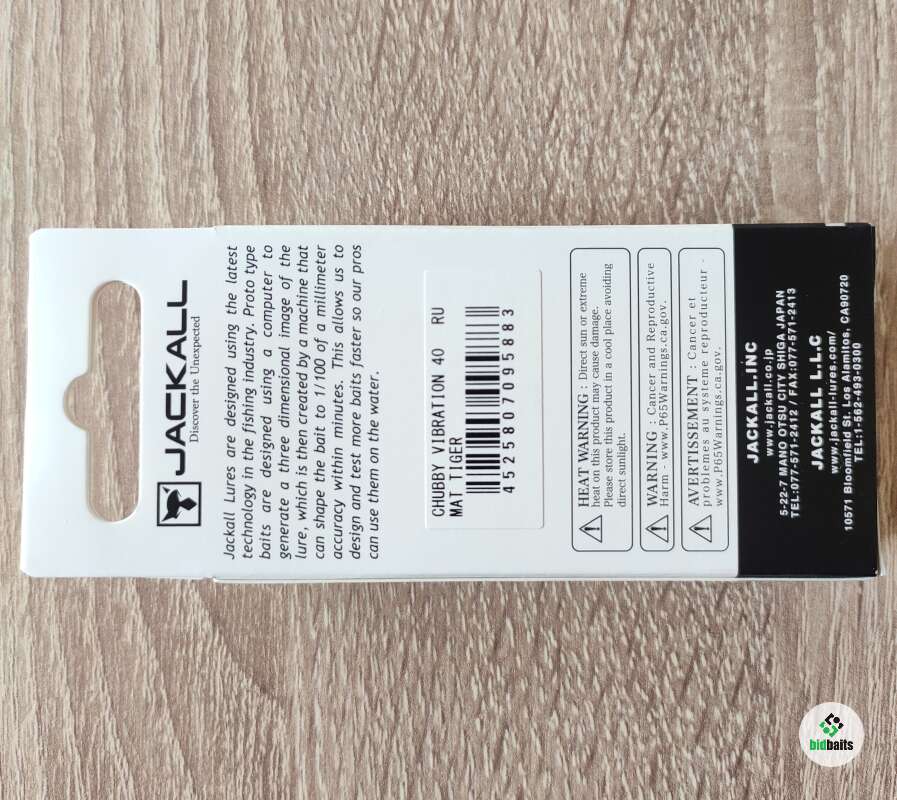 JACKALL
Discover the Unexpected
Jackall Lures are designed using the latest
technology in the fishing industry. Proto type
baits are designed using a computer to
generate a three dimensional image of the
lure, which is then created by a machine that
can shape the bait to 1/100 of a millimeter
accuracy within minutes. This allows us to
design and test more baits faster so our pros
can use them on the water.
CHUBBY VIBRATION 40 RU
MAT TIGER
4525807095883
HEAT WARNING : Direct sun or extreme
heat on this product may cause damage.
Please store this product in a cool place avoiding
direct sunlight.
WARNING : Cancer and Reproductive
Harm - www.P65Warnings.ca.gov.
AVERTISSEMENT : Cancer et
problemes au systeme reproducteur -
www.P65Warnings.ca.gov.
JACKALL.INC
www.jackall.co.jp
5-22-7 MANO OTSU CITY SHIGA JAPAN
TEL:077-571-2412 / FAX:077-571-2413
JACKALL L.L.C
www.jackall-lures.com/
10571 Bloomfield St. Los Alamitos, CA90720
TEL:1-562-493-0300
bidbaits